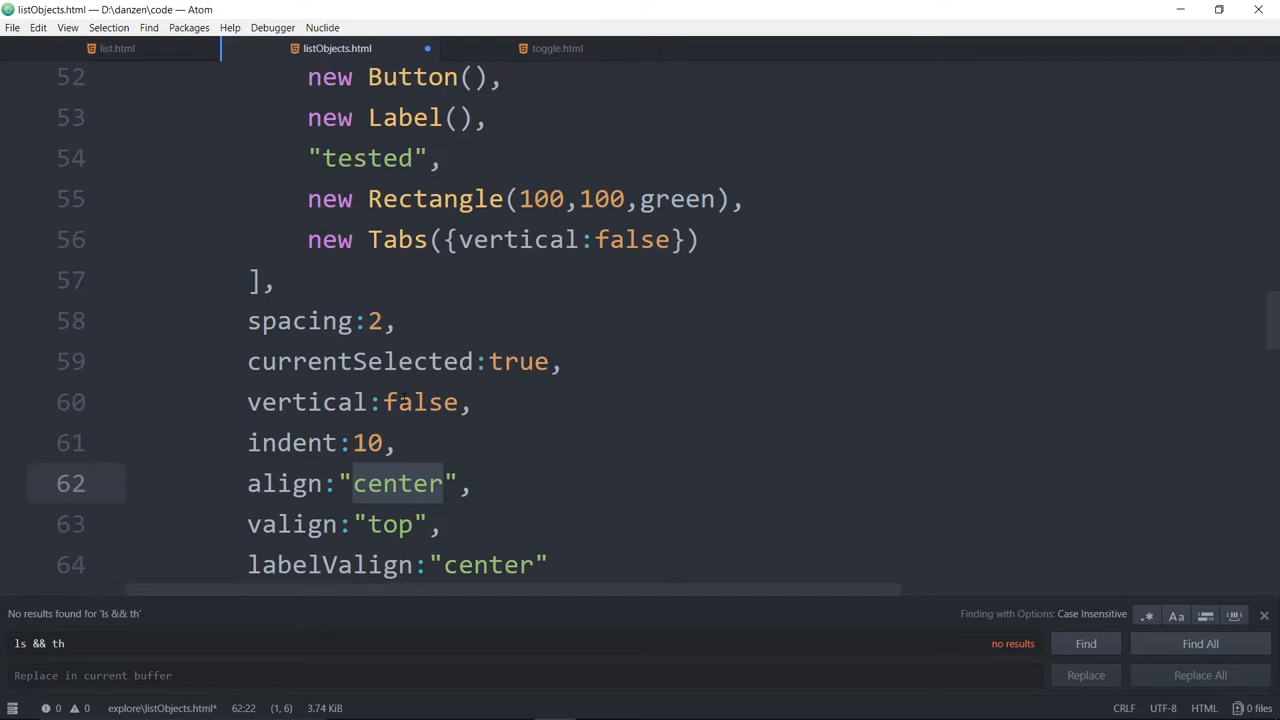 listObjects.html — D:\danzen\code — Atom
File Edit View Selection Find Packages Help Debugger Nuclide
list.html listObjects.html toggle.html
52 new Button(),
53 new Label(),
54 "tested",
55 new Rectangle(100,100,green),
56 new Tabs({vertical:false})
57 ],
58 spacing:2,
59 currentSelected:true,
60 vertical:false,
61 indent:10,
62 align:"center",
63 valign:"top",
64 labelValign:"center"
No results found for 'ls && th' Finding with Options: Case Insensitive .* Aa
ls && th no results Find Find All
Replace in current buffer Replace Replace All
0 0 explore\listObjects.html* 62:22 (1, 6) 3.74 KiB CRLF UTF-8 HTML 0 files